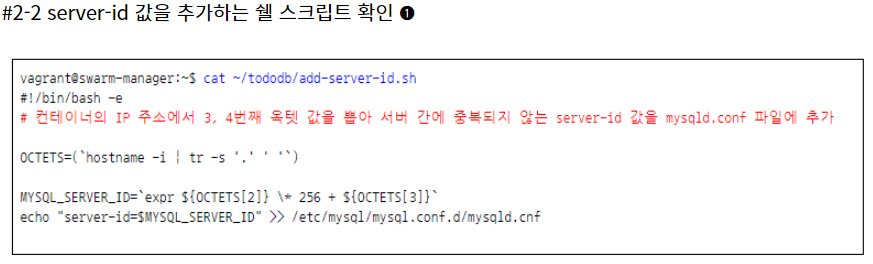 #2-2 server-id 값을 추가하는 쉘 스크립트 확인 ❶
vagrant@swarm-manager:~$ cat ~/tododb/add-server-id.sh
#!/bin/bash -e
# 컨테이너의 IP 주소에서 3, 4번째 옥텟 값을 뽑아 서버 간에 중복되지 않는 server-id 값을 mysqld.conf 파일에 추가
OCTETS=(`hostname -i | tr -s '.' ' '`)
MYSQL_SERVER_ID=`expr ${OCTETS[2]} \* 256 + ${OCTETS[3]}`
echo "server-id=$MYSQL_SERVER_ID" >> /etc/mysql/mysql.conf.d/mysqld.cnf